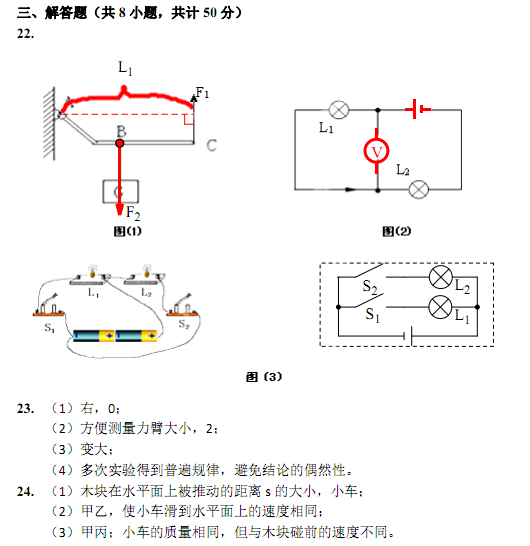 三、解答题（共 8 小题，共计 50 分）
22.
L1
A
F1
B
C
G
F2
图(1)
L1
V
L2
图(2)
L1
L2
S1
S2
S2
L2
S1
L1
图 (3)
23. （1）右，0；
（2）方便测量力臂大小，2；
（3）变大；
（4）多次实验得到普遍规律，避免结论的偶然性。
24. （1）木块在水平面上被推动的距离 s 的大小，小车；
（2）甲乙，使小车滑到水平面上的速度相同；
（3）甲丙；小车的质量相同，但与木块碰前的速度不同。